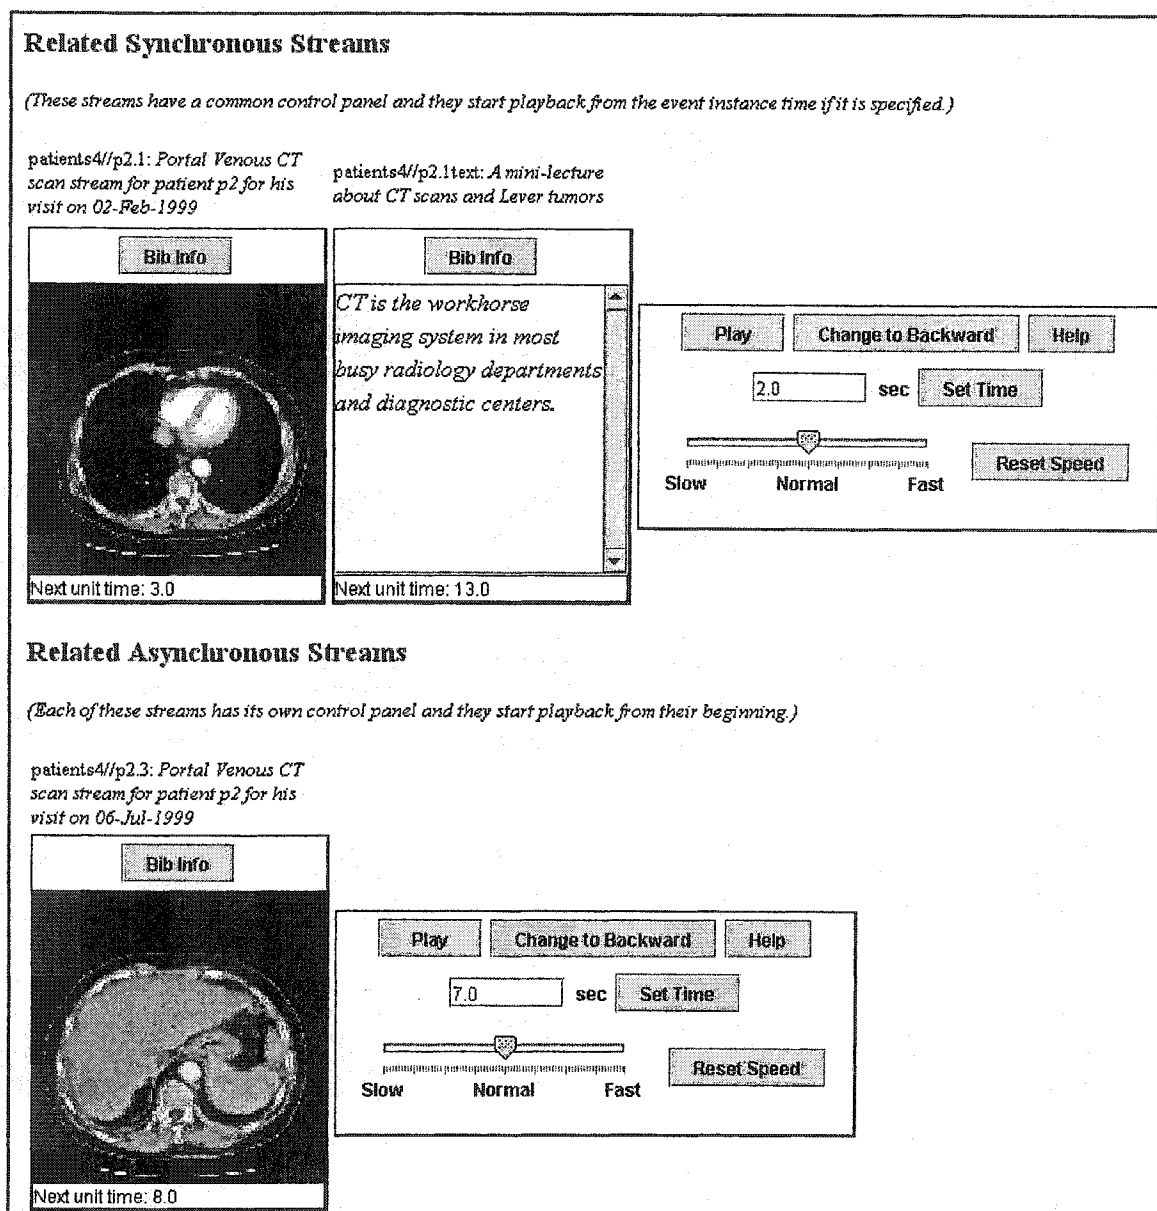 Related Synchronous Streams
(These streams have a common control panel and they start playback from the event instance time if it is specified.)
patients4//p2.1: Portal Venous CT
scan stream for patient p2 for his
visit on 02-Feb-1999
patients4//p2.1text: A mini-lecture
about CT scans and Lever tumors
Bib Info
Bib Info
CT is the workhorse
imaging system in most
busy radiology departments
and diagnostic centers.
Next unit time: 3.0
Next unit time: 13.0
Play Change to Backward Help
2.0 sec Set Time
Slow Normal Fast
Reset Speed
Related Asynchronous Streams
(Each of these streams has its own control panel and they start playback from their beginning.)
patients4//p2.3: Portal Venous CT
scan stream for patient p2 for his
visit on 06-Jul-1999
Bib Info
Next unit time: 8.0
Play Change to Backward Help
7.0 sec Set Time
Slow Normal Fast
Reset Speed